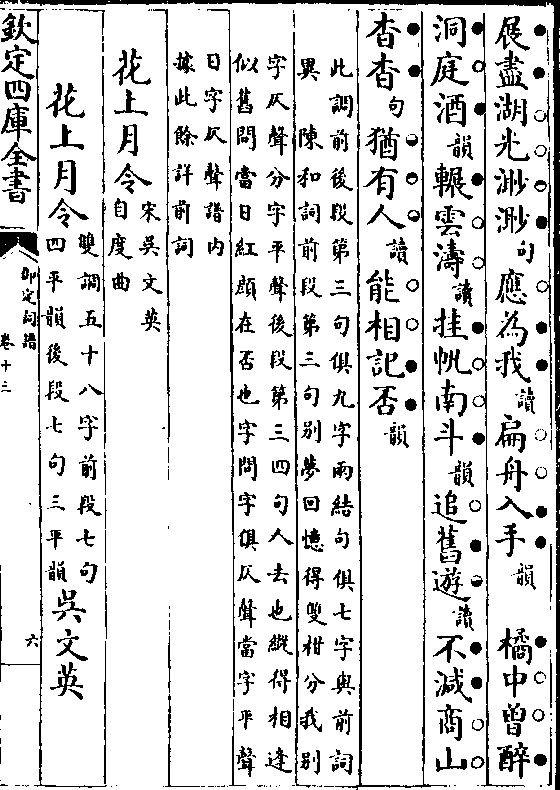 展盡湖光渺渺句應為我讀扁舟入手韻　橘中曾醉
洞庭酒韻輾雲濤讀挂帆南斗韻追舊遊讀不減商山
杳杳句猶有人讀能相記否韻
此調前後段第三句俱九字兩結句俱七字與前詞
異　陳和詞前段第三句别夢回憶得雙柑分我别
字仄聲分字平聲後段第三四句人去也縱得相逢
似舊問當日紅顔在否也字問字俱仄聲當字平聲
日字仄聲譜内
據此餘詳前詞
花上月令宋吳文英
自度曲
花上月令雙調五十八字前段七句
四平韻後段七句三平韻吳文英
欽定四庫全書
御定詞譜
卷十三
六